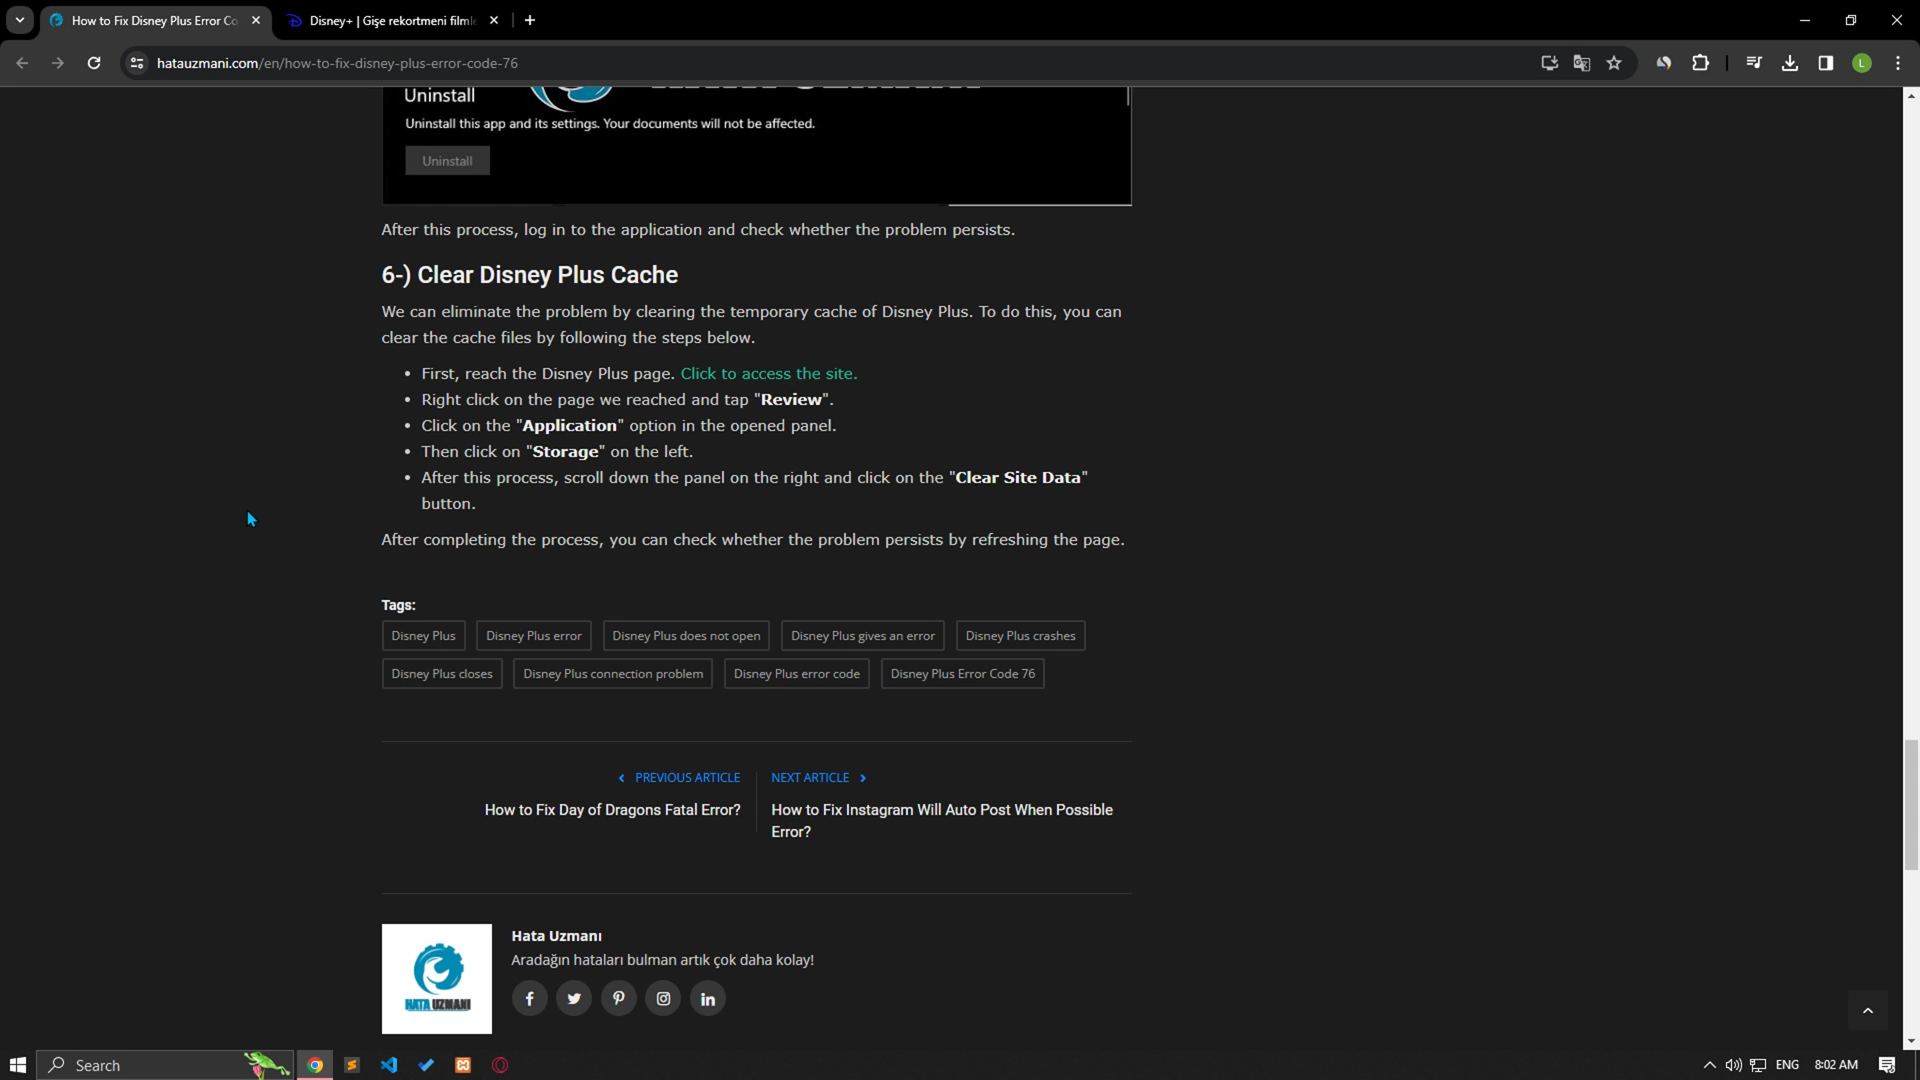 How to Fix Disney Plus Error Co
Disney+ | Gişe rekortmeni filmle
hatauzmani.com/en/how-to-fix-disney-plus-error-code-76
L
Uninstall
Uninstall this app and its settings. Your documents will not be affected.
Uninstall
After this process, log in to the application and check whether the problem persists.
6-) Clear Disney Plus Cache
We can eliminate the problem by clearing the temporary cache of Disney Plus. To do this, you can
clear the cache files by following the steps below.
• First, reach the Disney Plus page. Click to access the site.
• Right click on the page we reached and tap "Review".
• Click on the "Application" option in the opened panel.
• Then click on "Storage" on the left.
• After this process, scroll down the panel on the right and click on the "Clear Site Data"
button.
After completing the process, you can check whether the problem persists by refreshing the page.
Tags:
Disney Plus Disney Plus error Disney Plus does not open Disney Plus gives an error Disney Plus crashes
Disney Plus closes Disney Plus connection problem Disney Plus error code Disney Plus Error Code 76
PREVIOUS ARTICLE NEXT ARTICLE
How to Fix Day of Dragons Fatal Error? How to Fix Instagram Will Auto Post When Possible
Error?
HATA UZMANI
Hata Uzmanı
Aradağın hataları bulman artık çok daha kolay!
Search
ENG 8:02 AM